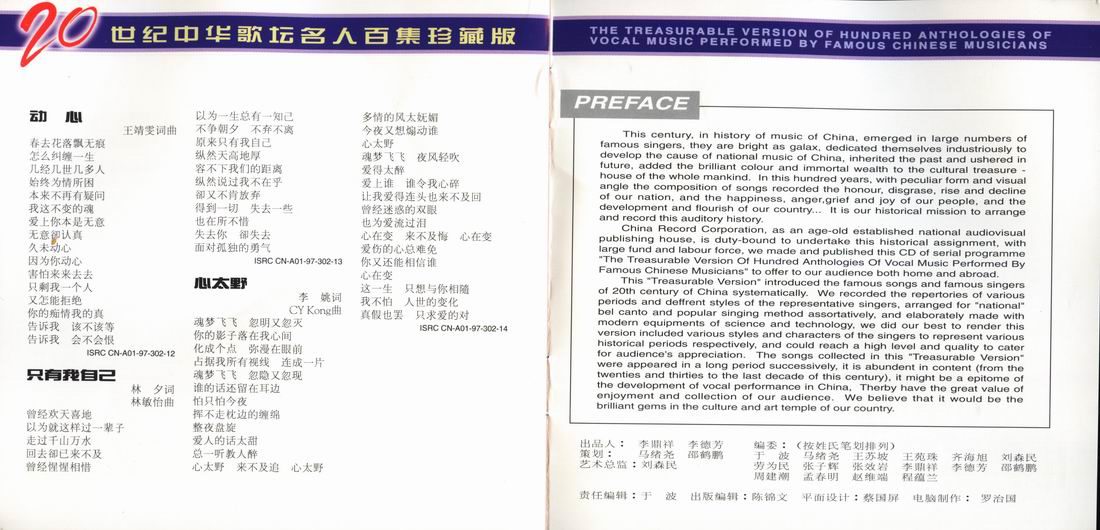 20世纪中华歌坛名人百集珍藏版
动 心
王靖雯词曲
春去花落飘无痕
怎么纠缠一生
几经几世几多人
始终为情所困
本来不再有疑问
我这不变的魂
爱上你本是无意
无意却认真
久未动心
因为你动心
害怕来来去去
只剩我一个人
又怎能拒绝
你的痴情我的真
告诉我 该不该等
告诉我 会不会恨
ISRC CN-A01-97-302-12
只有我自己
林 夕词
林敏怡曲
曾经欢天喜地
以为就这样过一辈子
走过千山万水
回去却已来不及
曾经惺惺相惜
以为一生总有一知己
不争朝夕 不弃不离
原来只有我自己
纵然天高地厚
容不下我们的距离
纵然说过我不在乎
却又不肯放弃
得到一切 失去一些
也在所不惜
失去你 却失去
面对孤独的勇气
ISRC CN-A01-97-302-13
心太野
李 姚词
CY Kong曲
魂梦飞飞 忽明又忽灭
你的影子落在我心间
化成个点 弥漫在眼前
占据我所有视线 连成一片
魂梦飞飞 忽隐又忽现
谁的话还留在耳边
怕只怕今夜
挥不走枕边的缠绵
整夜盘旋
爱人的话太甜
总一听教人醉
心太野 来不及追 心太野
多情的风太妩媚
今夜又想煽动谁
心太野
魂梦飞飞 夜风轻吹
爱得太醉
爱上谁 谁令我心碎
让我爱得连头也来不及回
曾经迷惑的双眼
也为爱流过泪
心在变 来不及悔 心在变
爱伤的心总难免
你又还能相信谁
心在变
这一生 只想与你相随
我不怕 人世的变化
真假也罢 只求爱的对
ISRC CN-A01-97-302-14
THE TREASURABLE VERSION OF HUNDRED ANTHOLOGIES OF
VOCAL MUSIC PERFORMED BY FAMOUS CHINESE MUSICIANS
PREFACE
This century, in history of music of China, emerged in large numbers of
famous singers, they are bright as galax, dedicated themselves industriously to
develop the cause of national music of China, inherited the past and ushered in
future, added the brilliant colour and immortal wealth to the cultural treasure -
house of the whole mankind. In this hundred years, with peculiar form and visual
angle the composition of songs recorded the honour, disgrase, rise and decline
of our nation, and the happiness, anger,grief and joy of our people, and the
development and flourish of our country... It is our historical mission to arrange
and record this auditory history.
China Record Corporation, as an age-old established national audiovisual
publishing house, is duty-bound to undertake this historical assignment, with
large fund and labour force, we made and published this CD of serial programme
"The Treasurable Version Of Hundred Anthologies Of Vocal Music Performed By
Famous Chinese Musicians" to offer to our audience both home and abroad.
This "Treasurable Version" introduced the famous songs and famous singers
of 20th century of China systematically. We recorded the repertories of various
periods and deffrent styles of the representative singers, arranged for "national"
bel canto and popular singing method assortatively, and elaborately made with
modern equipments of science and technology, we did our best to render this
version included various styles and characters of the singers to represent various
historical periods respectively, and could reach a high level and quality to cater
for audience's appreciation. The songs collected in this "Treasurable Version"
were appeared in a long period successively, it is abundent in content (from the
twenties and thirties to the last decade of this century), it might be a epitome of
the development of vocal performance in China, Therby have the great value of
enjoyment and collection of our audience. We believe that it would be the
brilliant gems in the culture and art temple of our country.
出品人： 李鼎祥 李德芳
策划： 马绪尧 邵鹤鹏
艺术总监：刘森民
编委：（按姓氏笔划排列）
于 波 马绪尧 王苏坡 王苑珠 齐海旭 刘森民
劳为民 张子辉 张效岩 李鼎祥 李德芳 邵鹤鹏
周建潮 孟春明 赵维端 程蕴兰
责任编辑：于 波 出版编辑：陈锦文 平面设计：蔡国屏 电脑制作： 罗治国